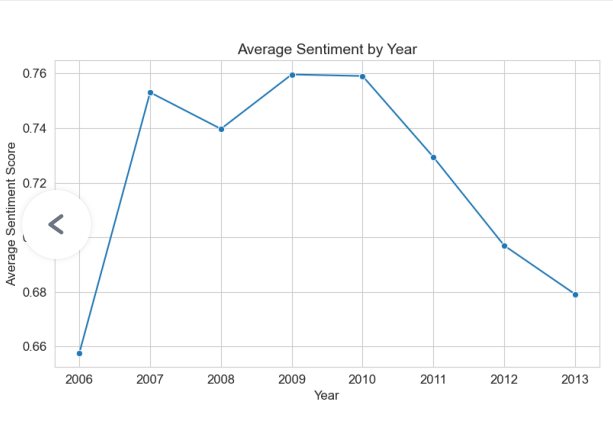 Average Sentiment by Year
Average Sentiment Score
0.76
0.74
0.72
0.68
0.66
2006 2007 2008 2009 2010 2011 2012 2013
Year